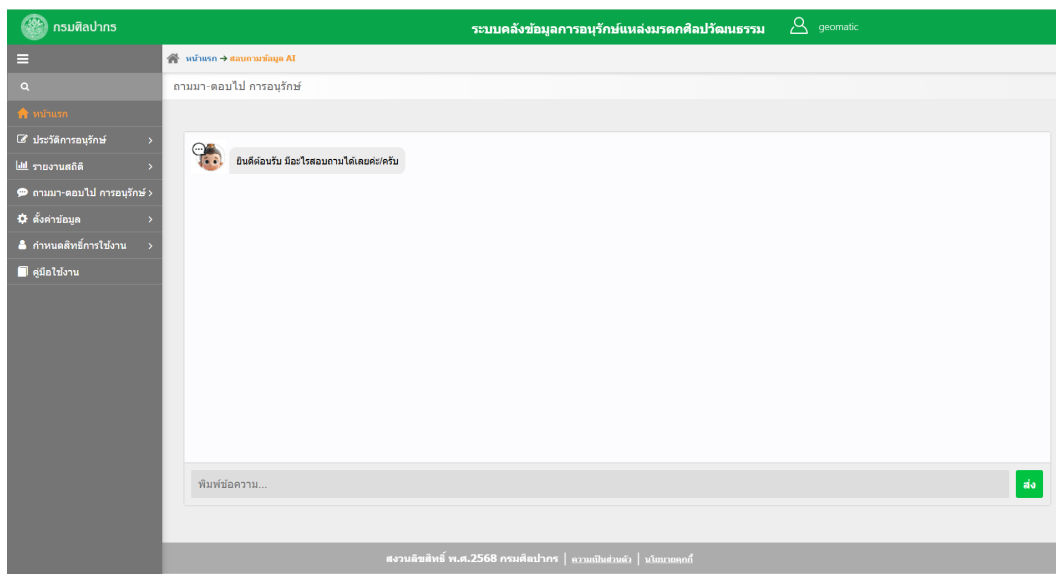 กรมศิลปากร
ระบบคลังข้อมูลการอนุรักษ์แหล่งมรดกศิลปวัฒนธรรม
geomatic
หน้าแรก → สอบถามข้อมูล AI
ถามมา-ตอบไป การอนุรักษ์
หน้าแรก
ประวัติการอนุรักษ์
รายงานสถิติ
ถามมา-ตอบไป การอนุรักษ์
ตั้งค่าข้อมูล
กำหนดสิทธิ์การใช้งาน
คู่มือใช้งาน
ยินดีต้อนรับ มีอะไรสอบถามได้เลยค่ะ/ครับ
พิมพ์ข้อความ...
ส่ง
สงวนลิขสิทธิ์ พ.ศ.2568 กรมศิลปากร | ความเป็นส่วนตัว | นโยบายคุกกี้